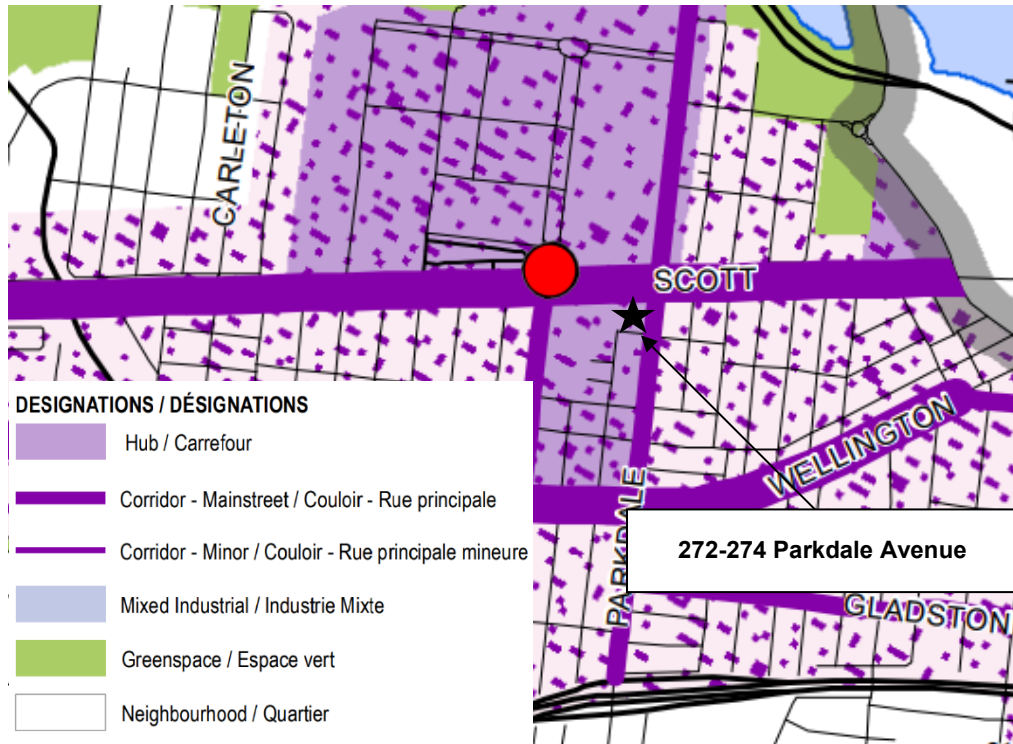 CARLETON
SCOTT
DESIGNATIONS / DÉSIGNATIONS
Hub / Carrefour
Corridor - Mainstreet / Couloir - Rue principale
Corridor - Minor / Couloir - Rue principale mineure
Mixed Industrial / Industrie Mixte
Greenspace / Espace vert
Neighbourhood / Quartier
WELLINGTON
PARKDALE
272-274 Parkdale Avenue
GLADSTON